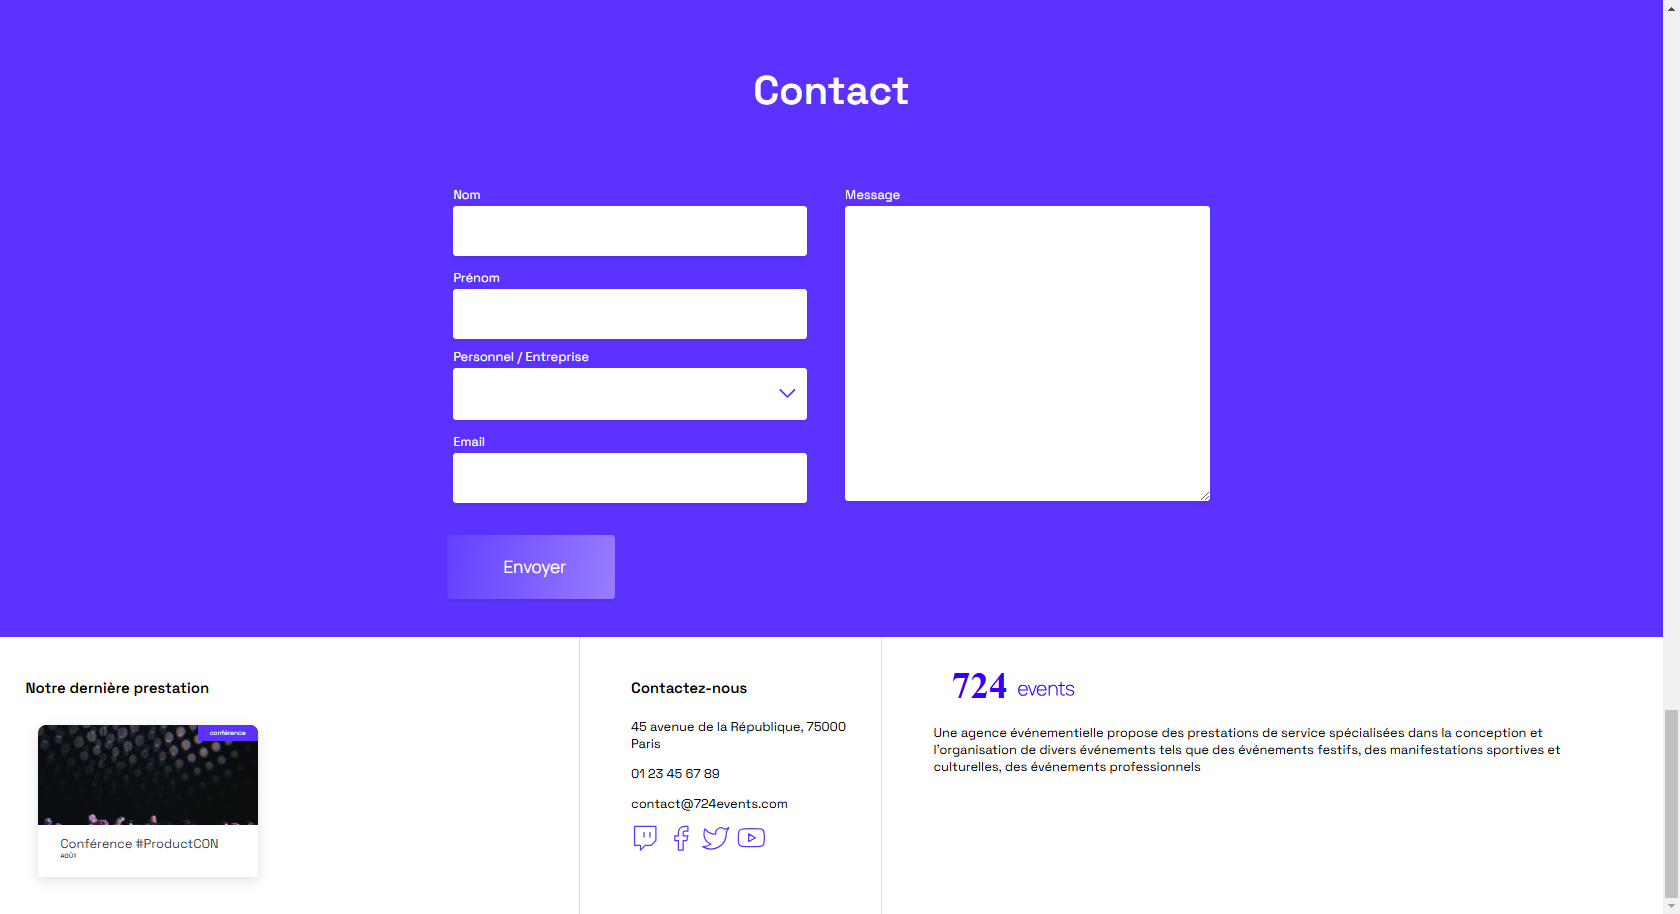 Contact
Nom
Prénom
Personnel / Entreprise
Email
Message
Envoyer
Notre dernière prestation
conférence
Conférence #ProductCON
AOÛT
Contactez-nous
45 avenue de la République, 75000
Paris
01 23 45 67 89
contact@724events.com
724 events
Une agence événementielle propose des prestations de service spécialisées dans la conception et
l'organisation de divers événements tels que des événements festifs, des manifestations sportives et
culturelles, des événements professionnels